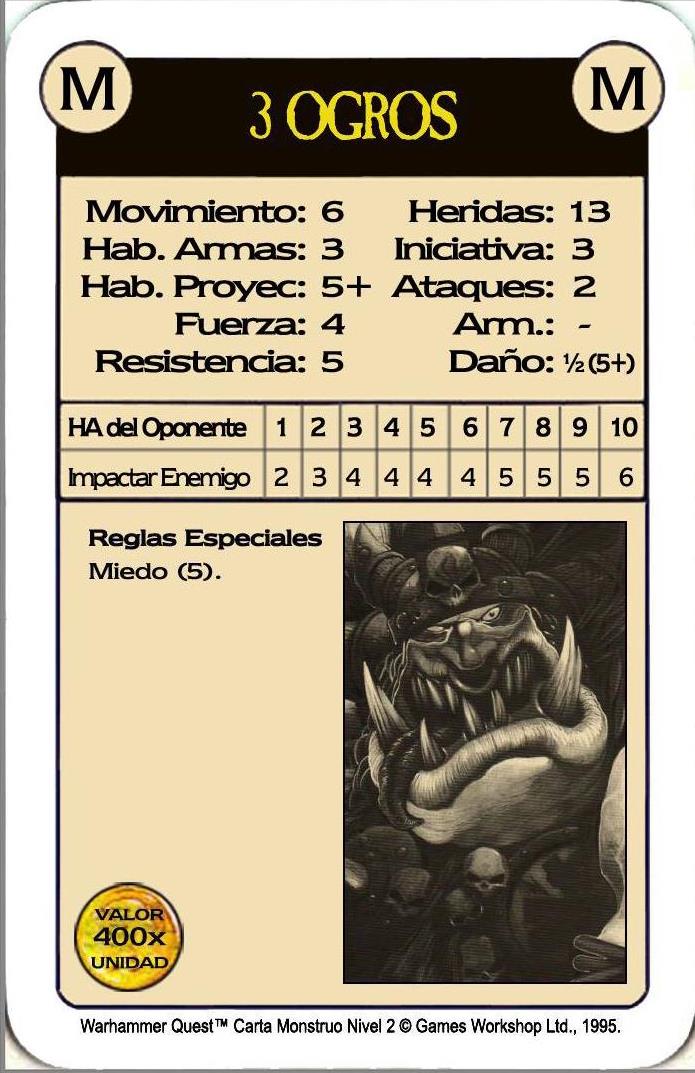 M 3 OGROS M
Movimiento: 6 Heridas: 13
Hab. Armas: 3 Iniciativa: 3
Hab. Proyec: 5+ Ataques: 2
Fuerza: 4 Arm.: -
Resistencia: 5 Daño: ½ (5+)
HA del Oponente 1 2 3 4 5 6 7 8 9 10
Impactar Enemigo 2 3 4 4 4 4 5 5 5 6
Reglas Especiales
Miedo (5).
VALOR
400x
UNIDAD
Warhammer Quest™ Carta Monstruo Nivel 2 © Games Workshop Ltd., 1995.